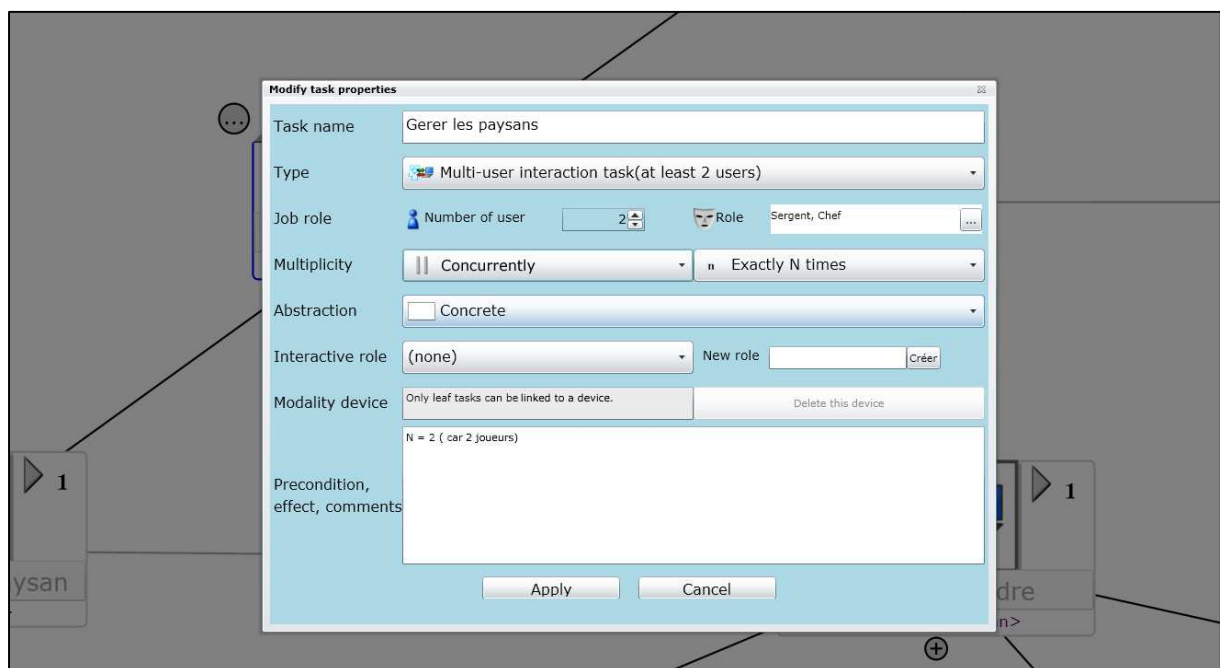 Modify task properties
...
Task name
Gerer les paysans
Type
Multi-user interaction task(at least 2 users)
Job role
Number of user
2
Role
Sergent, Chef
...
Multiplicity
Concurrently
n
Exactly N times
Abstraction
Concrete
Interactive role
(none)
New role
Créer
Modality device
Only leaf tasks can be linked to a device.
Delete this device
Precondition,
effect, comments
N = 2 ( car 2 joueurs)
Apply
Cancel
1
ysan
1
dre
n>